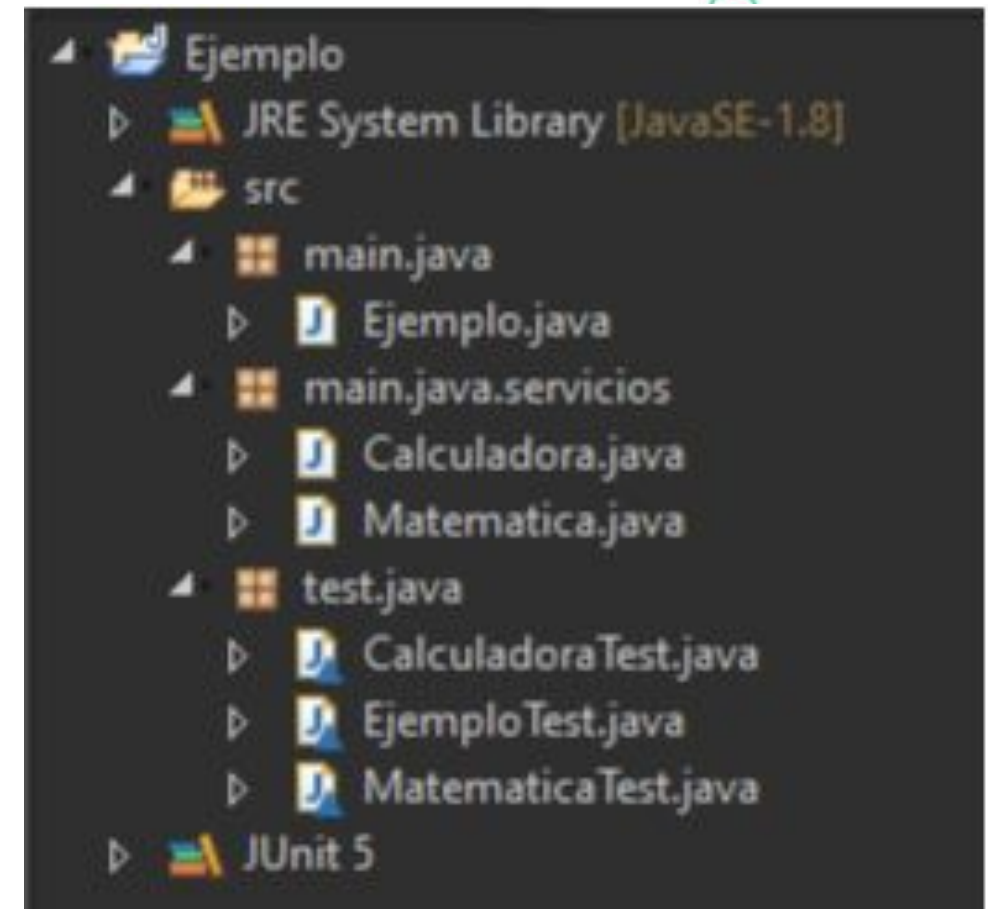 Ejemplo
JRE System Library [JavaSE-1.8]
src
main.java
Ejemplo.java
main.java.servicios
Calculadora.java
Matematica.java
test.java
CalculadoraTest.java
EjemploTest.java
MatematicaTest.java
JUnit 5